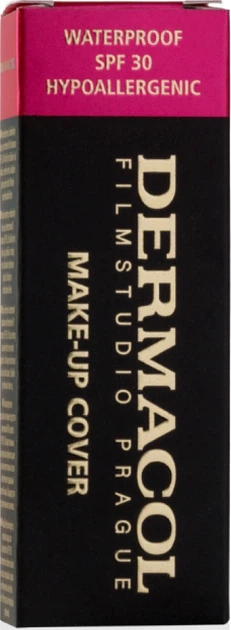 WATERPROOF
SPF 30
HYPOALLERGENIC
DERMACOL
FILMSTUDIO PRAGUE
MAKE-UP COVER